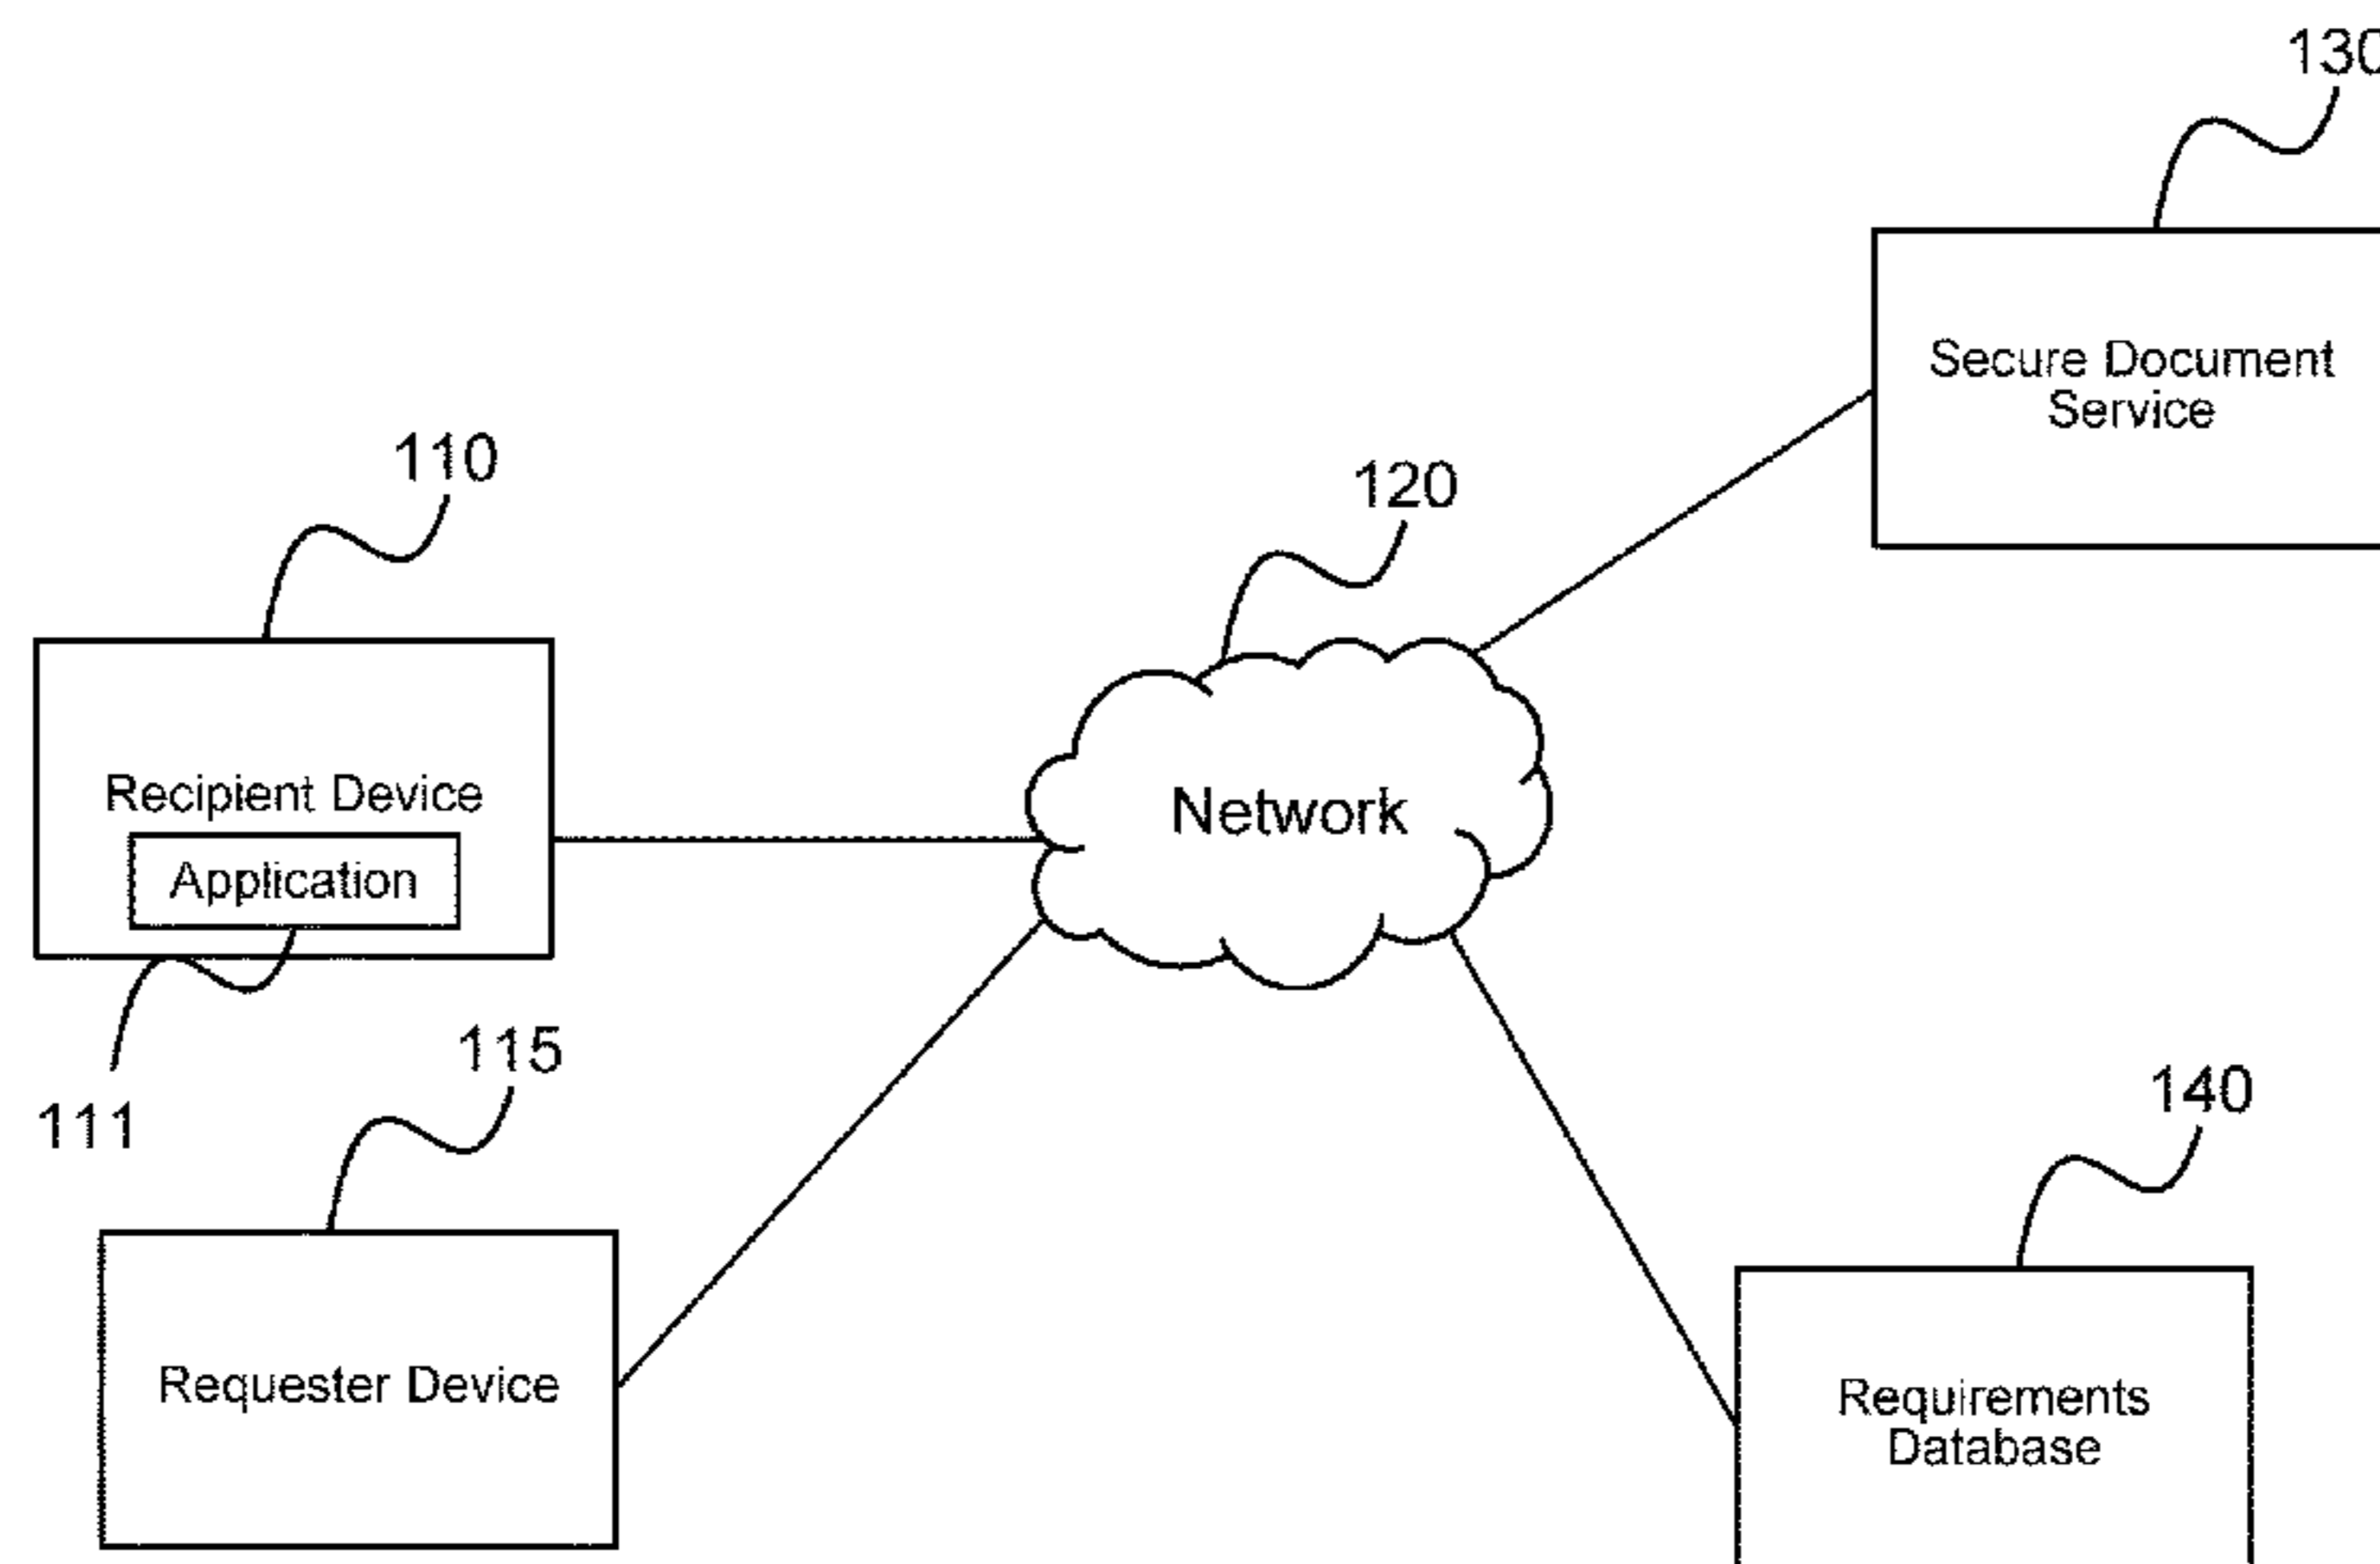 130
Secure Document
Service
110
120
Recipient Device
Application
Network
111
115
140
Requester Device
Requirements
Database